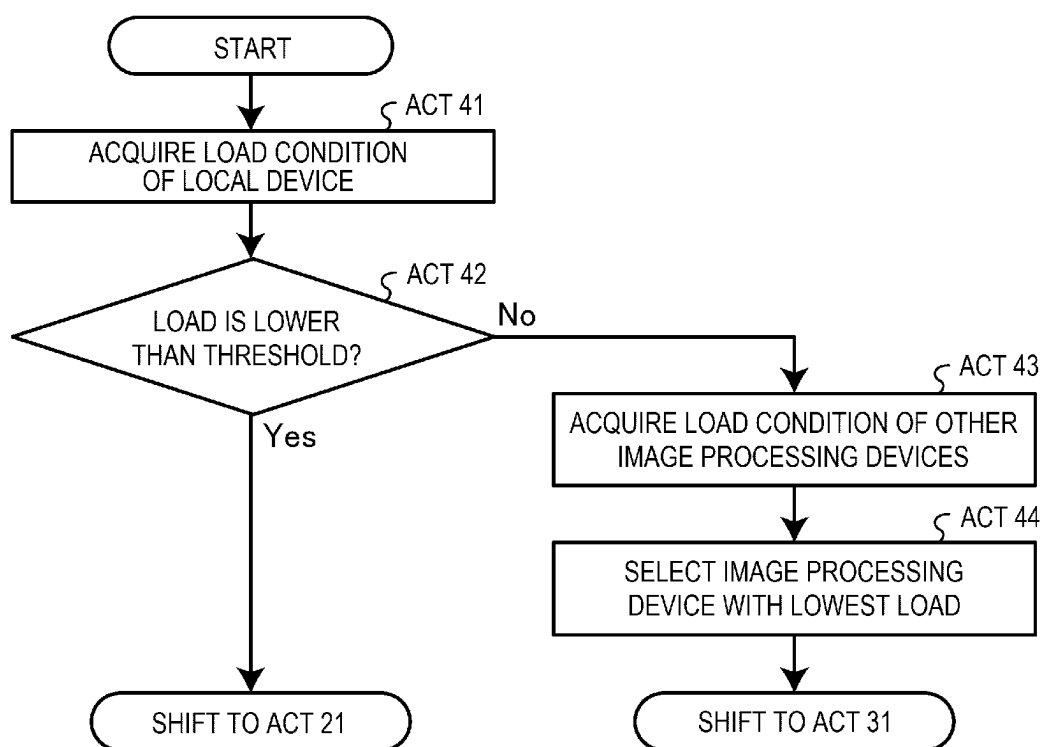 START
ACT 41
ACQUIRE LOAD CONDITION
OF LOCAL DEVICE
ACT 42
LOAD IS LOWER
THAN THRESHOLD?
No
Yes
ACT 43
ACQUIRE LOAD CONDITION OF OTHER
IMAGE PROCESSING DEVICES
ACT 44
SELECT IMAGE PROCESSING
DEVICE WITH LOWEST LOAD
SHIFT TO ACT 21
SHIFT TO ACT 31